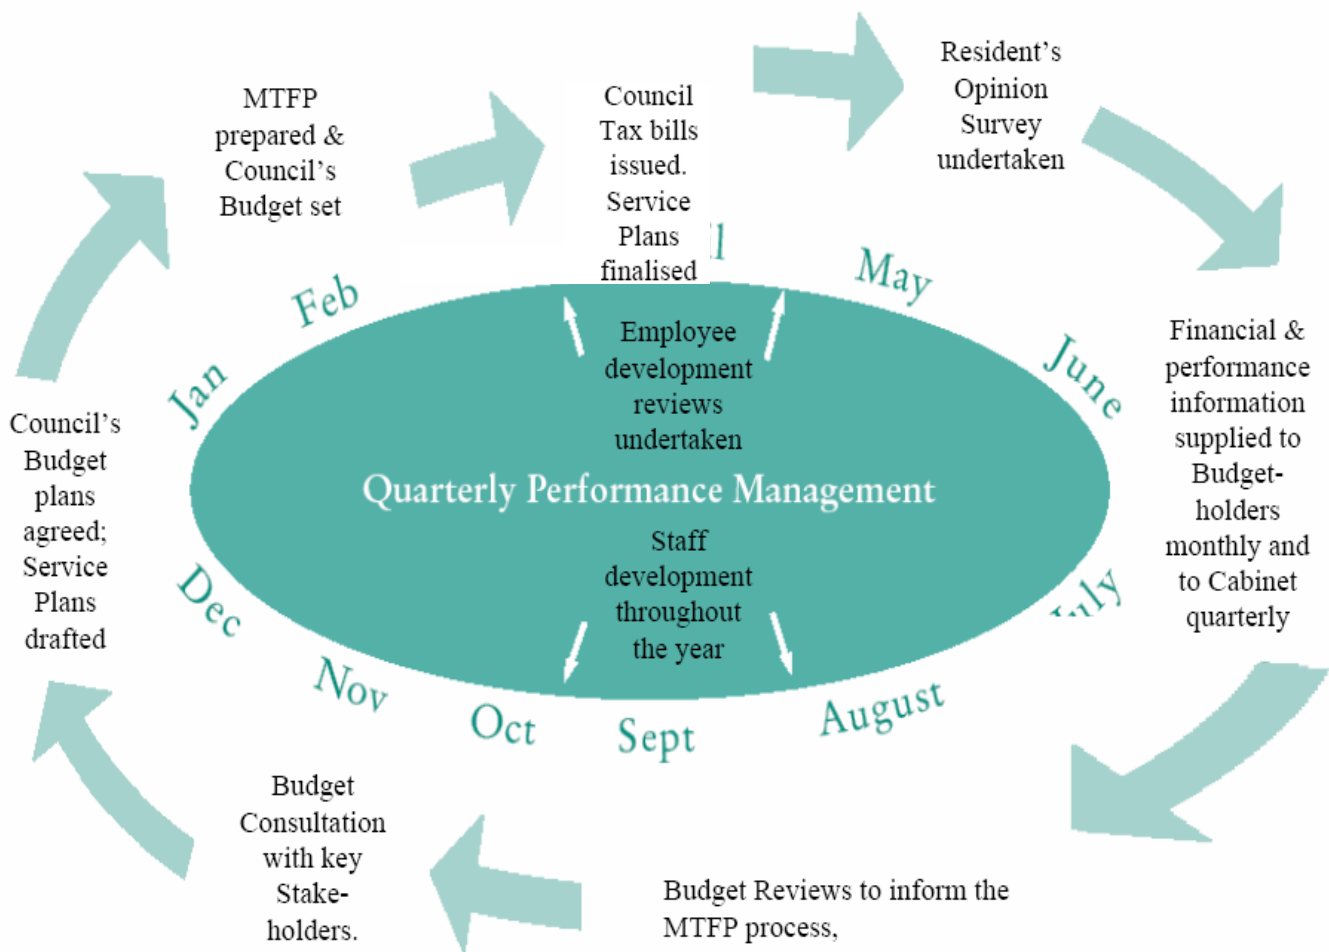 MTFP
prepared &
Council's
Budget set
Council
Tax bills
issued.
Service
Plans
finalised
Resident's
Opinion
Survey
undertaken
Financial &
performance
information
supplied to
Budget-
holders
monthly and
to Cabinet
quarterly
Budget Reviews to inform the
MTFP process,
Budget
Consultation
with key
Stake-
holders.
Council's
Budget
plans
agreed;
Service
Plans
drafted
Jan
Feb
May
June
July
August
Sept
Oct
Nov
Dec
Employee
development
reviews
undertaken
Quarterly Performance Management
Staff
development
throughout
the year